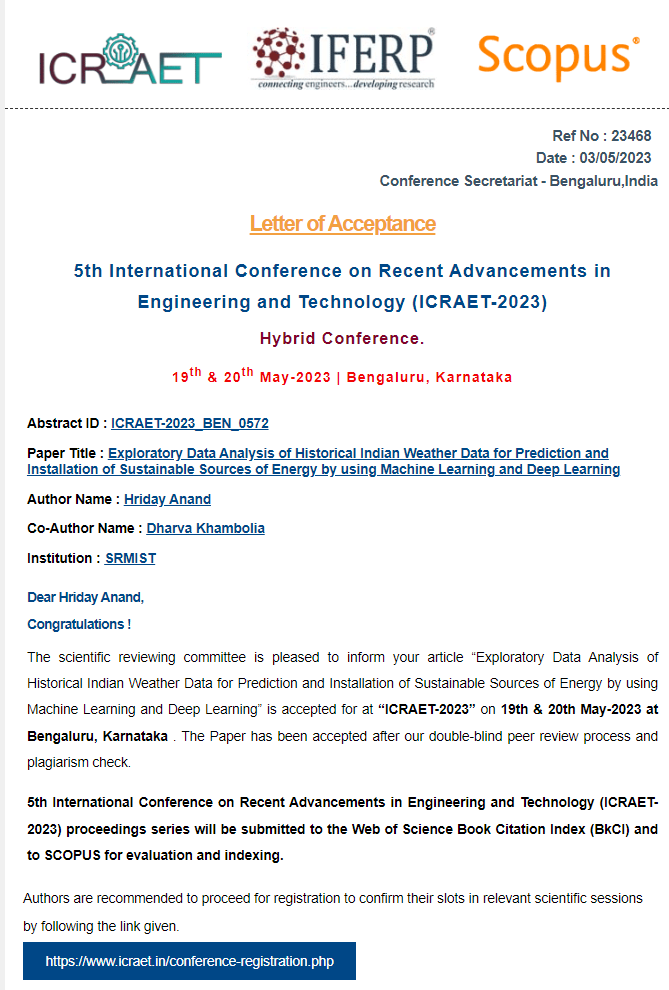 ICRAET
IFERP®
connecting engineers...developing research
Scopus®
Ref No : 23468
Date : 03/05/2023
Conference Secretariat - Bengaluru,India
Letter of Acceptance
5th International Conference on Recent Advancements in
Engineering and Technology (ICRAET-2023)
Hybrid Conference.
19th & 20th May-2023 | Bengaluru, Karnataka
Abstract ID : ICRAET-2023_BEN_0572
Paper Title : Exploratory Data Analysis of Historical Indian Weather Data for Prediction and
Installation of Sustainable Sources of Energy by using Machine Learning and Deep Learning
Author Name : Hriday Anand
Co-Author Name : Dharva Khambolia
Institution : SRMIST
Dear Hriday Anand,
Congratulations !
The scientific reviewing committee is pleased to inform your article “Exploratory Data Analysis of
Historical Indian Weather Data for Prediction and Installation of Sustainable Sources of Energy by using
Machine Learning and Deep Learning” is accepted for at “ICRAET-2023” on 19th & 20th May-2023 at
Bengaluru, Karnataka . The Paper has been accepted after our double-blind peer review process and
plagiarism check.
5th International Conference on Recent Advancements in Engineering and Technology (ICRAET-
2023) proceedings series will be submitted to the Web of Science Book Citation Index (BkCI) and
to SCOPUS for evaluation and indexing.
Authors are recommended to proceed for registration to confirm their slots in relevant scientific sessions
by following the link given.
https://www.icraet.in/conference-registration.php